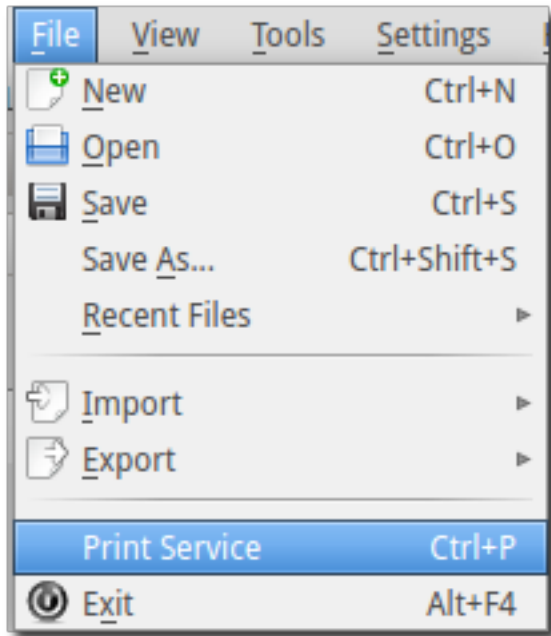 File View Tools Settings
New Ctrl+N
Open Ctrl+O
Save Ctrl+S
Save As... Ctrl+Shift+S
Recent Files
Import
Export
Print Service Ctrl+P
Exit Alt+F4